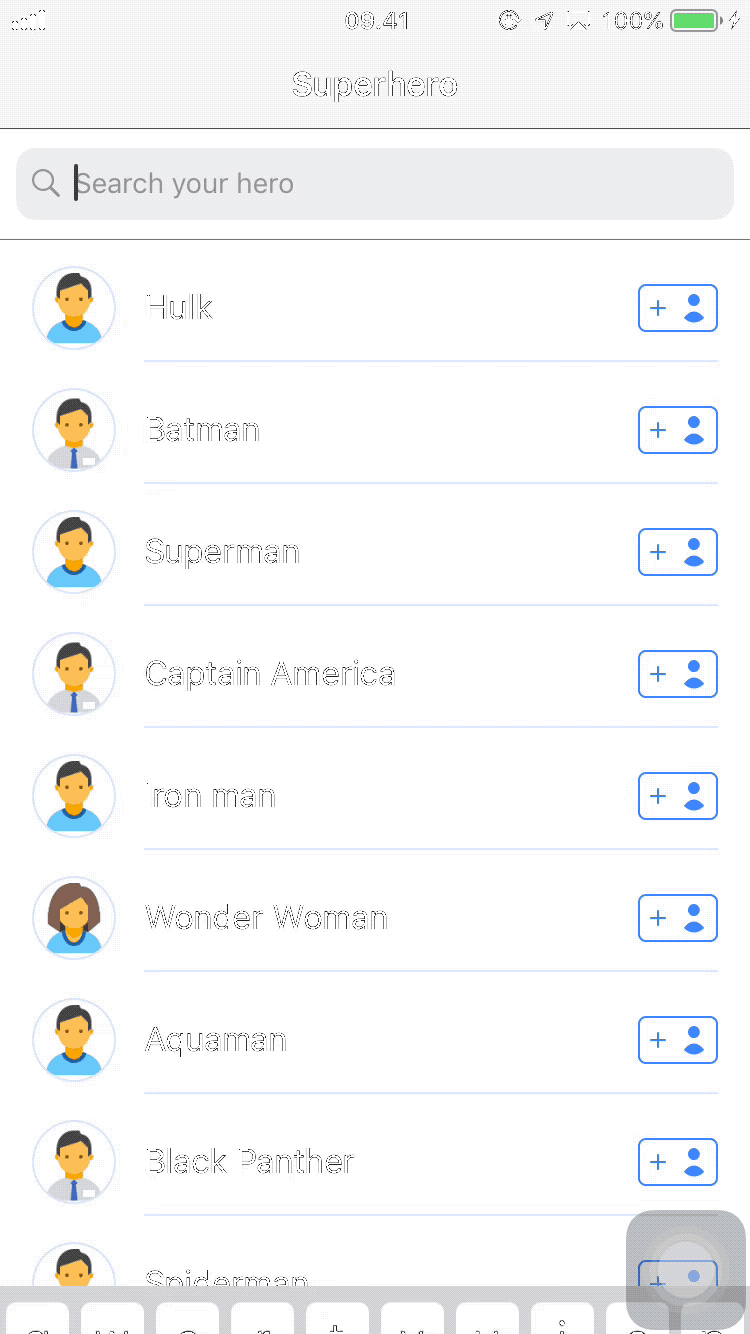 09.41
100%
Superhero
Search your hero
Hulk
Batman
Superman
Captain America
Iron man
Wonder Woman
Aquaman
Black Panther
Spiderman